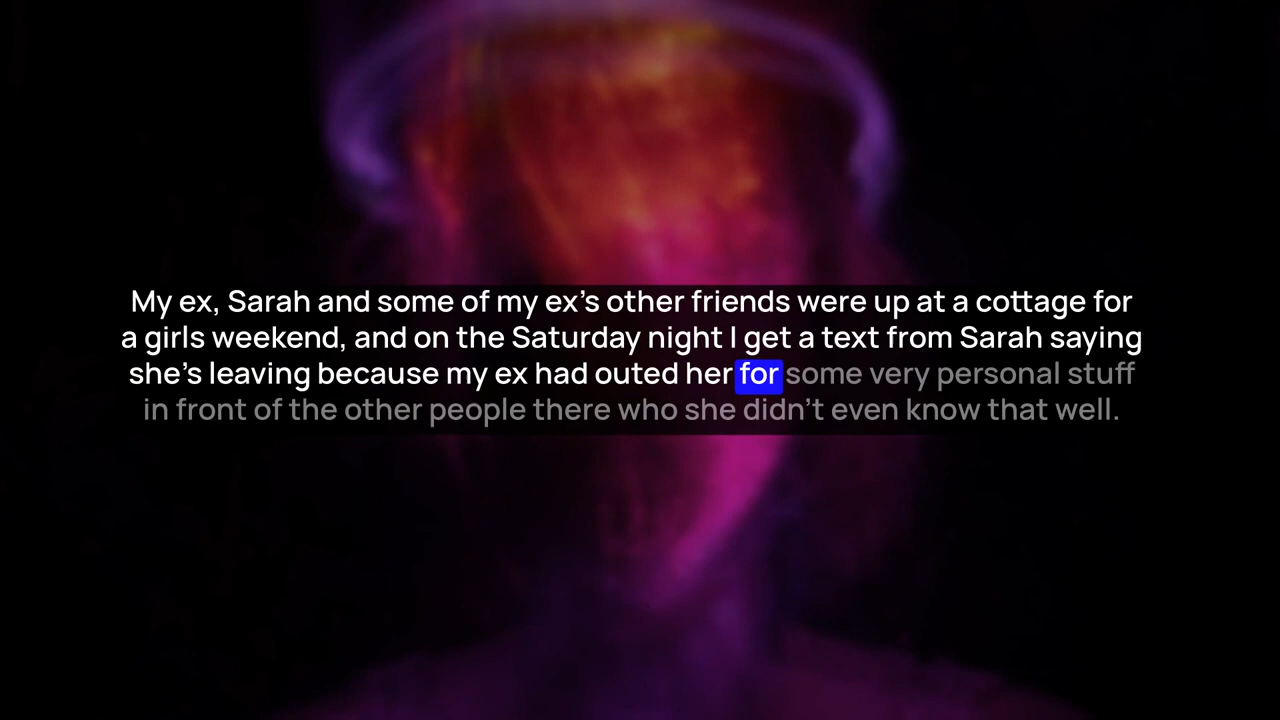 My ex, Sarah and some of my ex’s other friends were up at a cottage for
a girls weekend, and on the Saturday night I get a text from Sarah saying
she’s leaving because my ex had outed her for some very personal stuff
in front of the other people there who she didn’t even know that well.